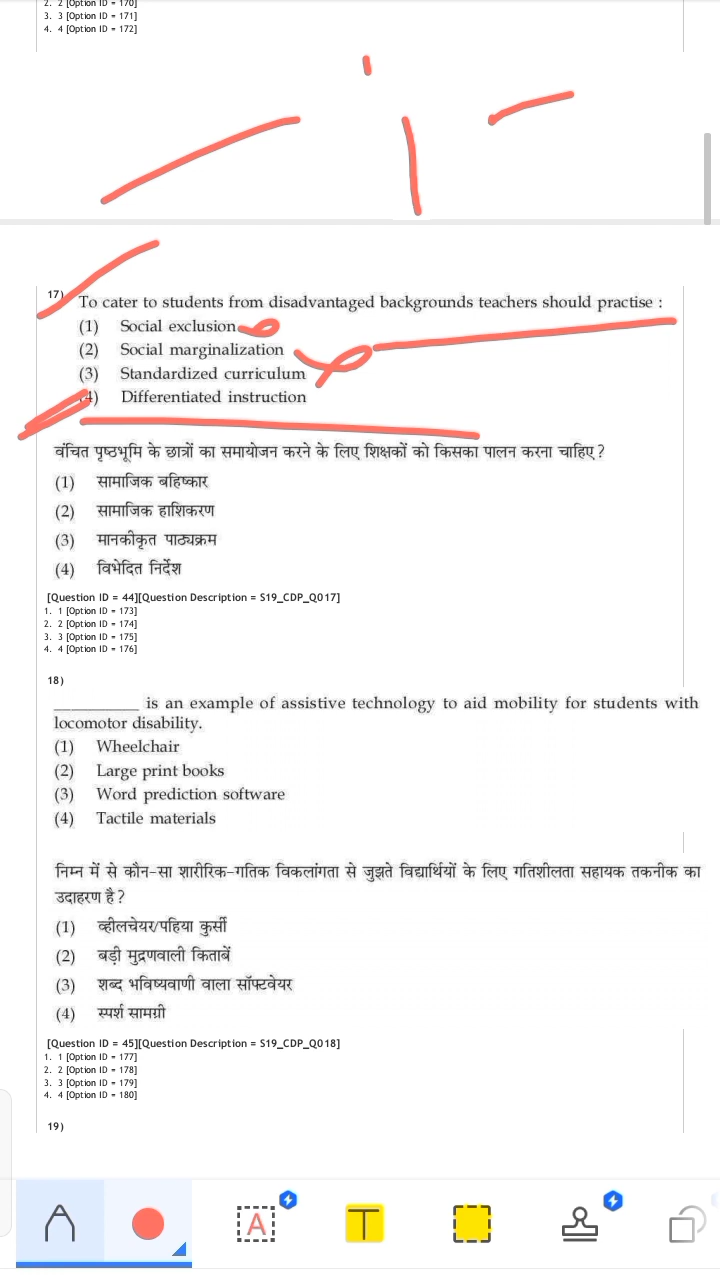 2. 2 [Option ID = 170]
3. 3 [Option ID = 171]
4. 4 [Option ID = 172]
17)
To cater to students from disadvantaged backgrounds teachers should practise :
(1) Social exclusion
(2) Social marginalization
(3) Standardized curriculum
(4) Differentiated instruction
वंचित पृष्ठभूमि के छात्रों का समायोजन करने के लिए शिक्षकों को किसका पालन करना चाहिए ?
(1) सामाजिक बहिष्कार
(2) सामाजिक हाशिकरण
(3) मानकीकृत पाठ्यक्रम
(4) विभेदित निर्देश
[Question ID = 44][Question Description = S19_CDP_Q017]
1. 1 [Option ID = 173]
2. 2 [Option ID = 174]
3. 3 [Option ID = 175]
4. 4 [Option ID = 176]
18)
__________ is an example of assistive technology to aid mobility for students with
locomotor disability.
(1) Wheelchair
(2) Large print books
(3) Word prediction software
(4) Tactile materials
निम्न में से कौन-सा शारीरिक-गतिक विकलांगता से जुझते विद्यार्थियों के लिए गतिशीलता सहायक तकनीक का
उदाहरण है ?
(1) व्हीलचेयर/पहिया कुर्सी
(2) बड़ी मुद्रणवाली किताबें
(3) शब्द भविष्यवाणी वाला सॉफ्टवेयर
(4) स्पर्श सामग्री
[Question ID = 45][Question Description = S19_CDP_Q018]
1. 1 [Option ID = 177]
2. 2 [Option ID = 178]
3. 3 [Option ID = 179]
4. 4 [Option ID = 180]
19)
A T